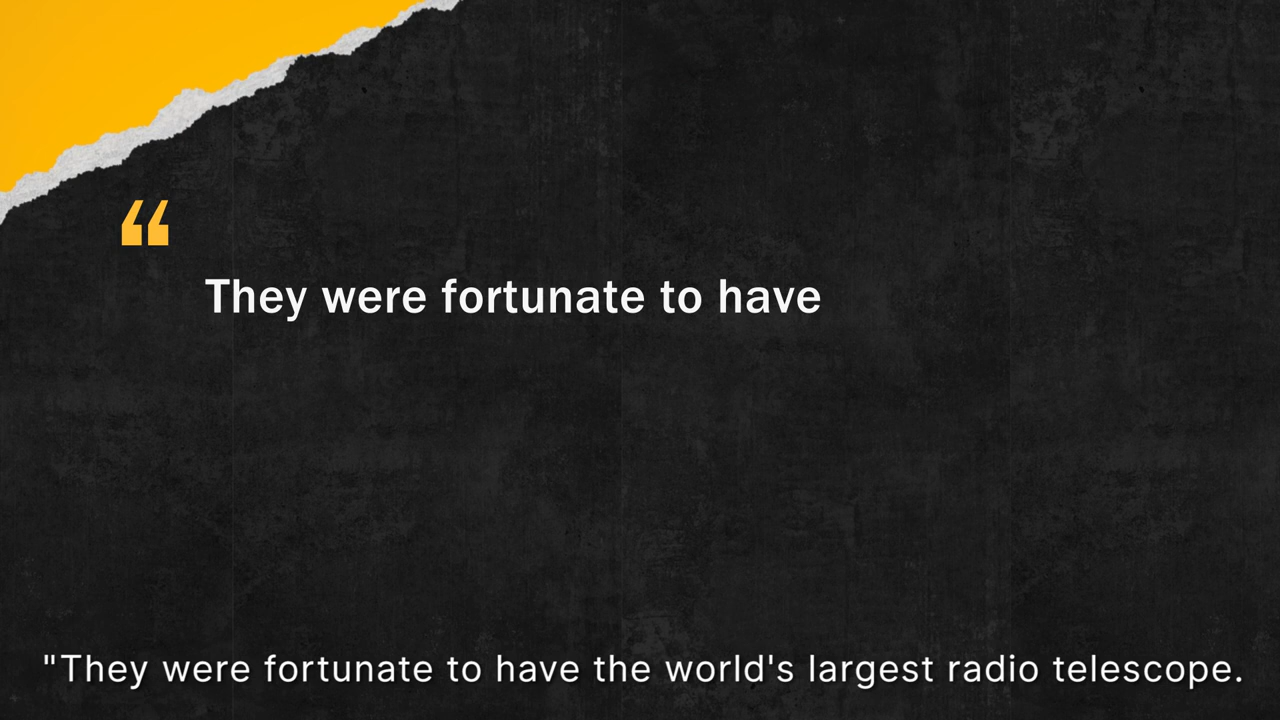 “
They were fortunate to have
"They were fortunate to have the world's largest radio telescope.